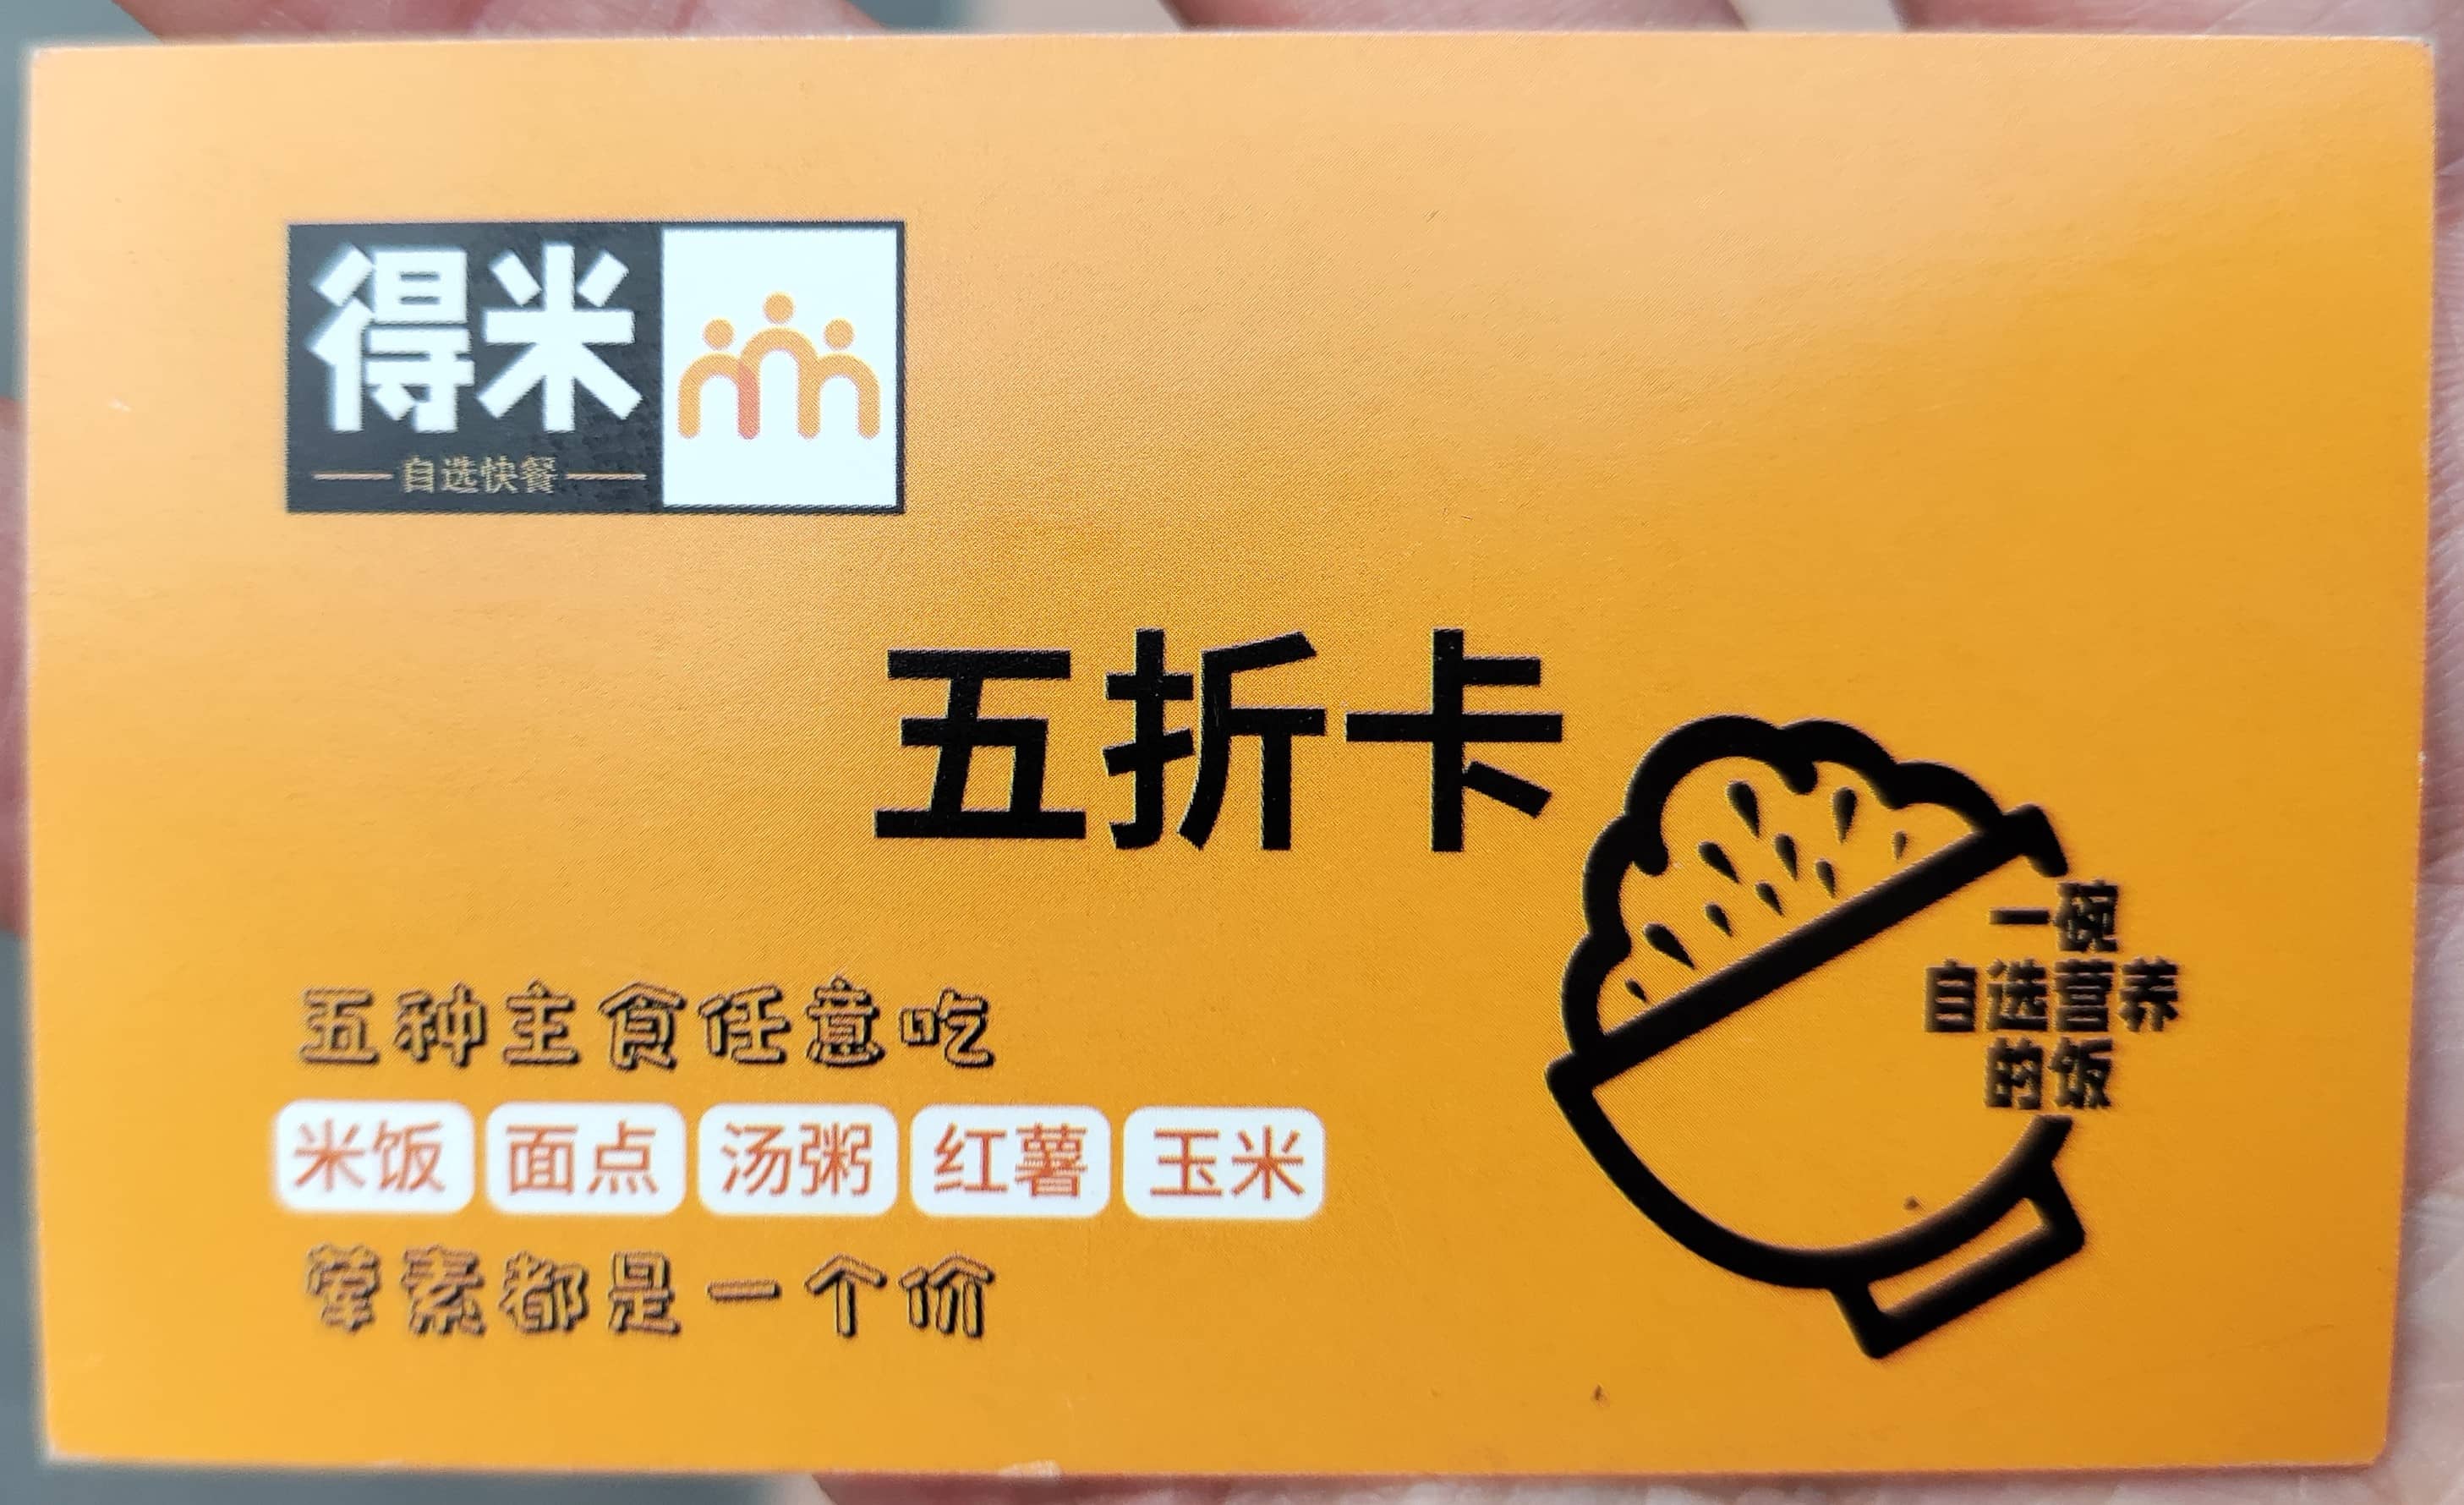 得米
自选快餐
五折卡
一碗
自选营养
的饭
五种主食任意吃
米饭 面点 汤粥 红薯 玉米
荤素都是一个价